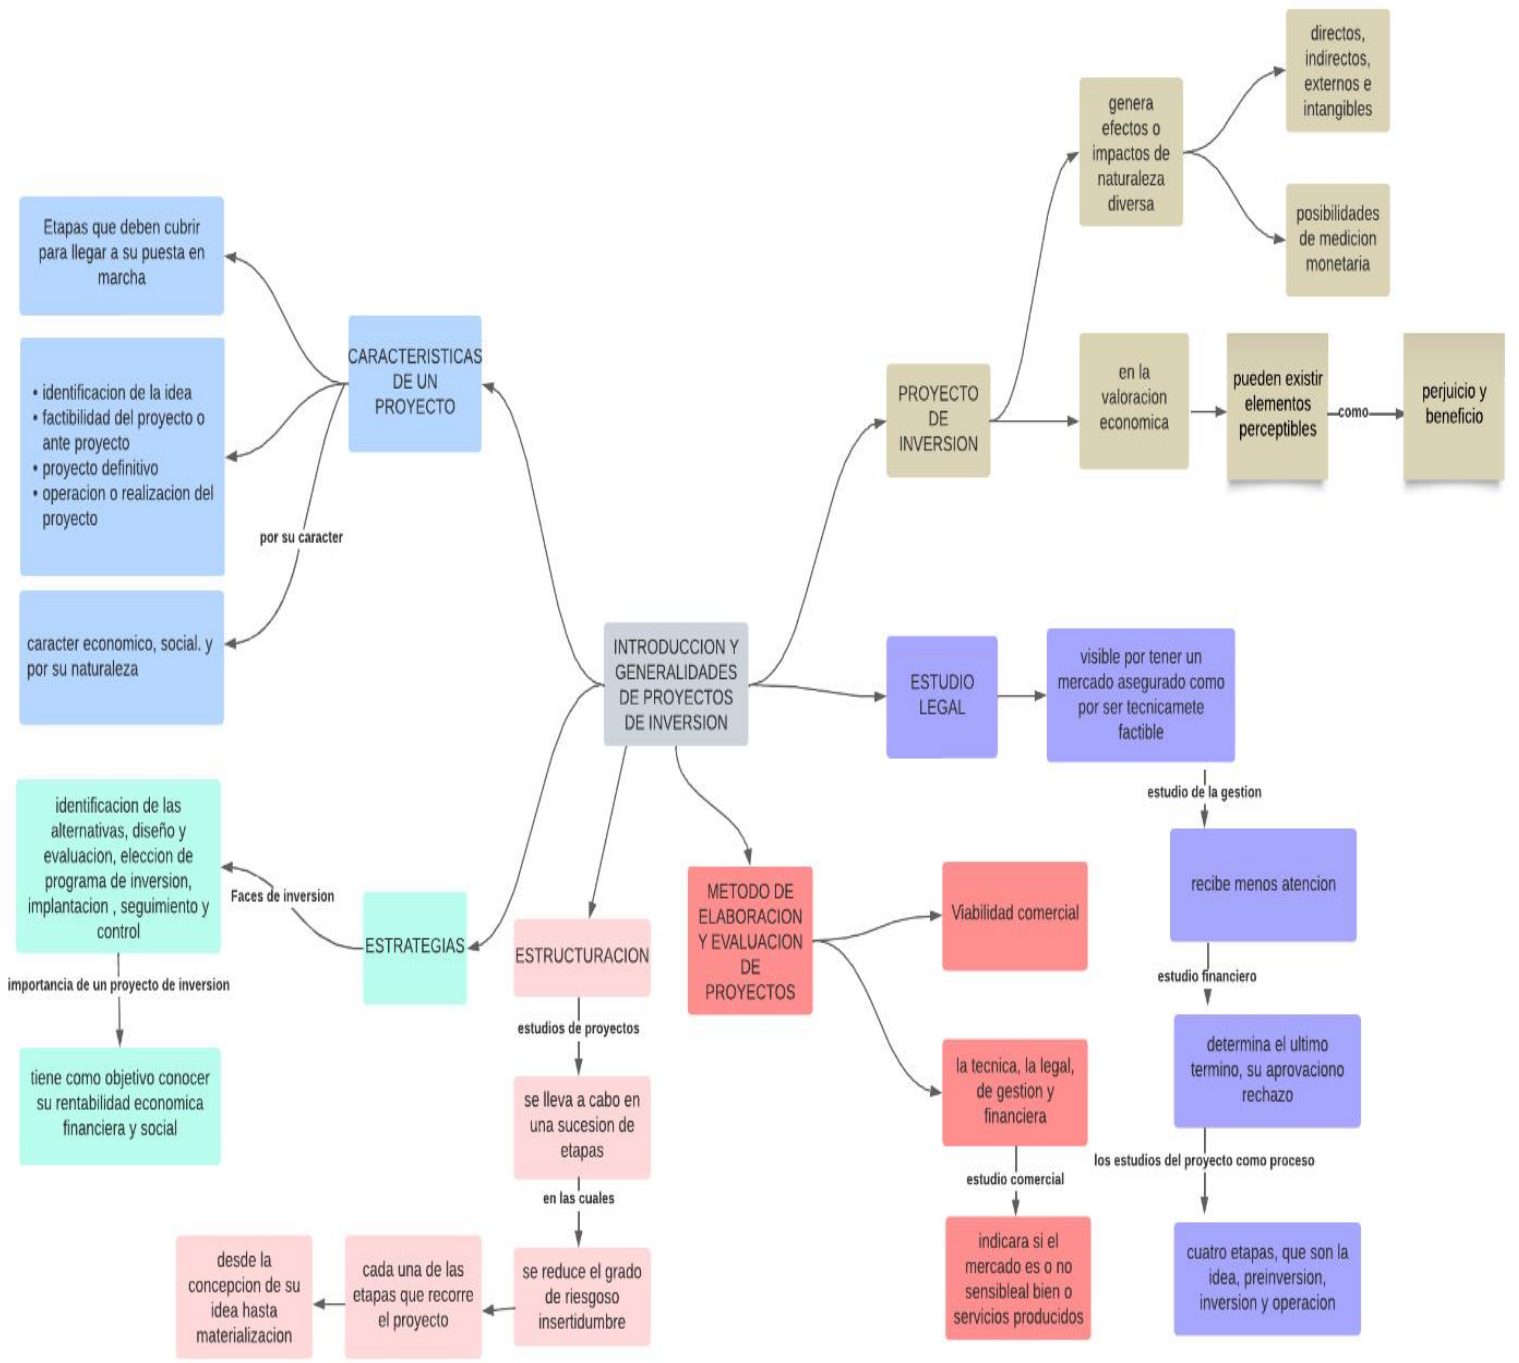 INTRODUCCION Y
GENERALIDADES
DE PROYECTOS
DE INVERSION
CARACTERISTICAS
DE UN
PROYECTO
Etapas que deben cubrir
para llegar a su puesta en
marcha
• identificacion de la idea
• factibilidad del proyecto o
ante proyecto
• proyecto definitivo
• operacion o realizacion del
proyecto
por su caracter
caracter economico, social. y
por su naturaleza
PROYECTO
DE
INVERSION
genera
efectos o
impactos de
naturaleza
diversa
directos,
indirectos,
externos e
intangibles
posibilidades
de medicion
monetaria
en la
valoracion
economica
pueden existir
elementos
perceptibles
como
perjuicio y
beneficio
ESTUDIO
LEGAL
visible por tener un
mercado asegurado como
por ser tecnicamete
factible
estudio de la gestion
recibe menos atencion
estudio financiero
determina el ultimo
termino, su aprovaciono
rechazo
los estudios del proyecto como proceso
cuatro etapas, que son la
idea, preinversion,
inversion y operacion
METODO DE
ELABORACION
Y EVALUACION
DE
PROYECTOS
Viabilidad comercial
la tecnica, la legal,
de gestion y
financiera
estudio comercial
indicara si el
mercado es o no
sensibleal bien o
servicios producidos
ESTRUCTURACION
estudios de proyectos
se lleva a cabo en
una sucesion de
etapas
en las cuales
se reduce el grado
de riesgoso
insertidumbre
cada una de las
etapas que recorre
el proyecto
desde la
concepcion de su
idea hasta
materializacion
ESTRATEGIAS
Faces de inversion
identificacion de las
alternativas, diseño y
evaluacion, eleccion de
programa de inversion,
implantacion , seguimiento y
control
importancia de un proyecto de inversion
tiene como objetivo conocer
su rentabilidad economica
financiera y social